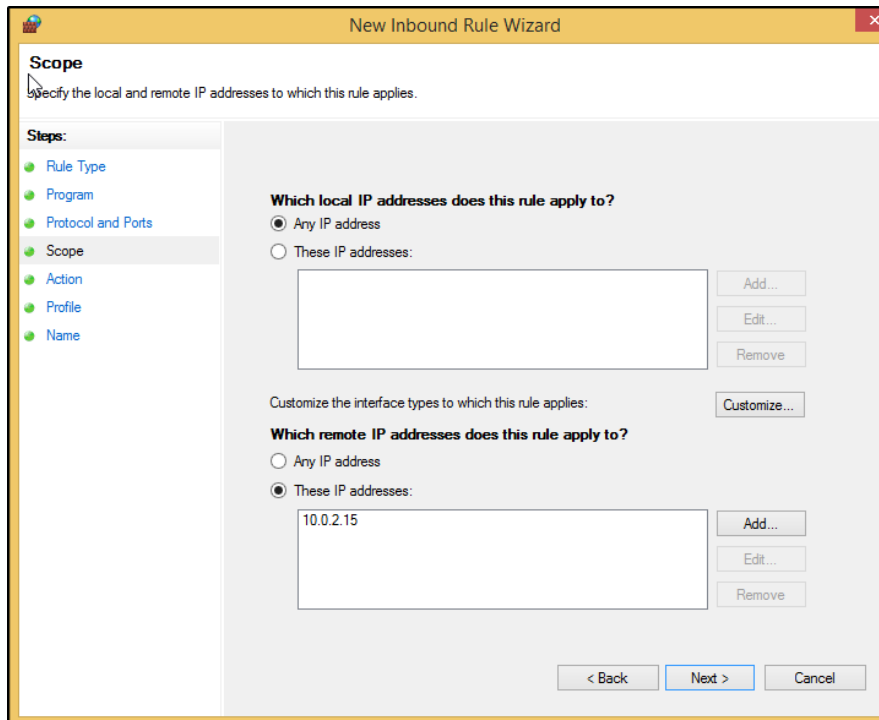 New Inbound Rule Wizard
Scope
Specify the local and remote IP addresses to which this rule applies.
Steps:
Rule Type
Program
Protocol and Ports
Scope
Action
Profile
Name
Which local IP addresses does this rule apply to?
Any IP address
These IP addresses:
Add...
Edit...
Remove
Customize the interface types to which this rule applies:
Customize...
Which remote IP addresses does this rule apply to?
Any IP address
These IP addresses:
10.0.2.15
Add...
Edit...
Remove
< Back
Next >
Cancel